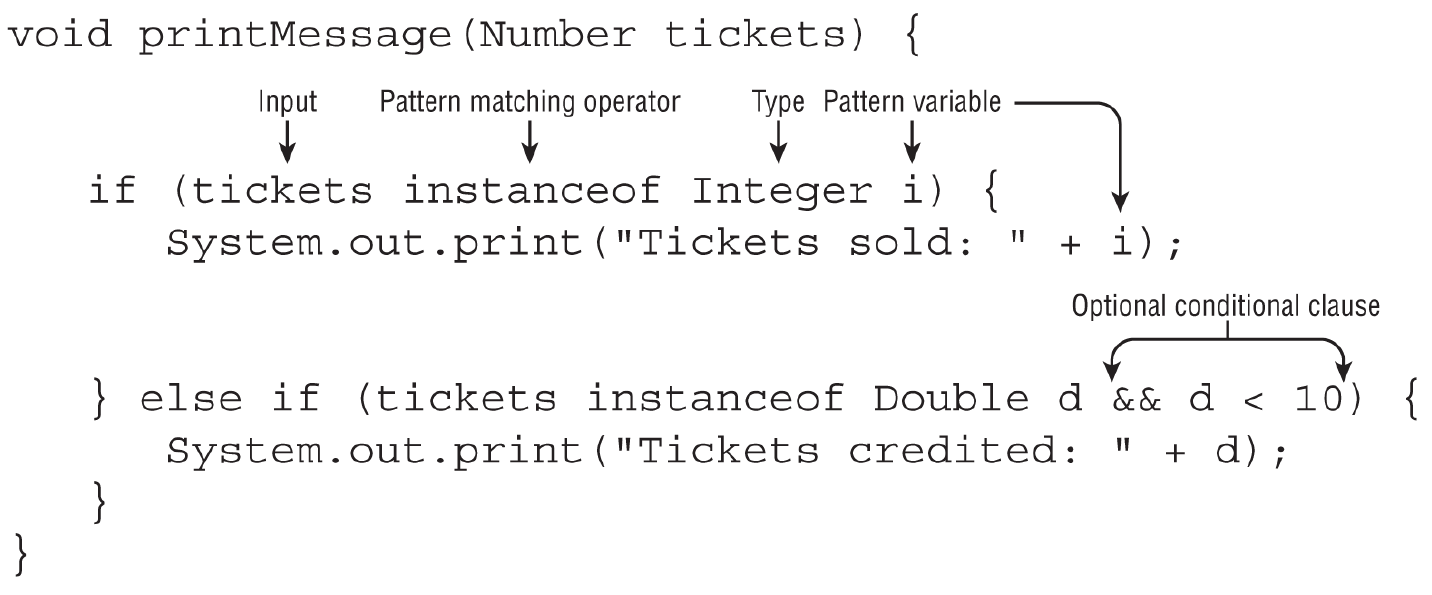 void printMessage(Number tickets) {
Input Pattern matching operator Type Pattern variable
if (tickets instanceof Integer i) {
System.out.print("Tickets sold: " + i);
Optional conditional clause
} else if (tickets instanceof Double d && d < 10) {
System.out.print("Tickets credited: " + d);
}
}